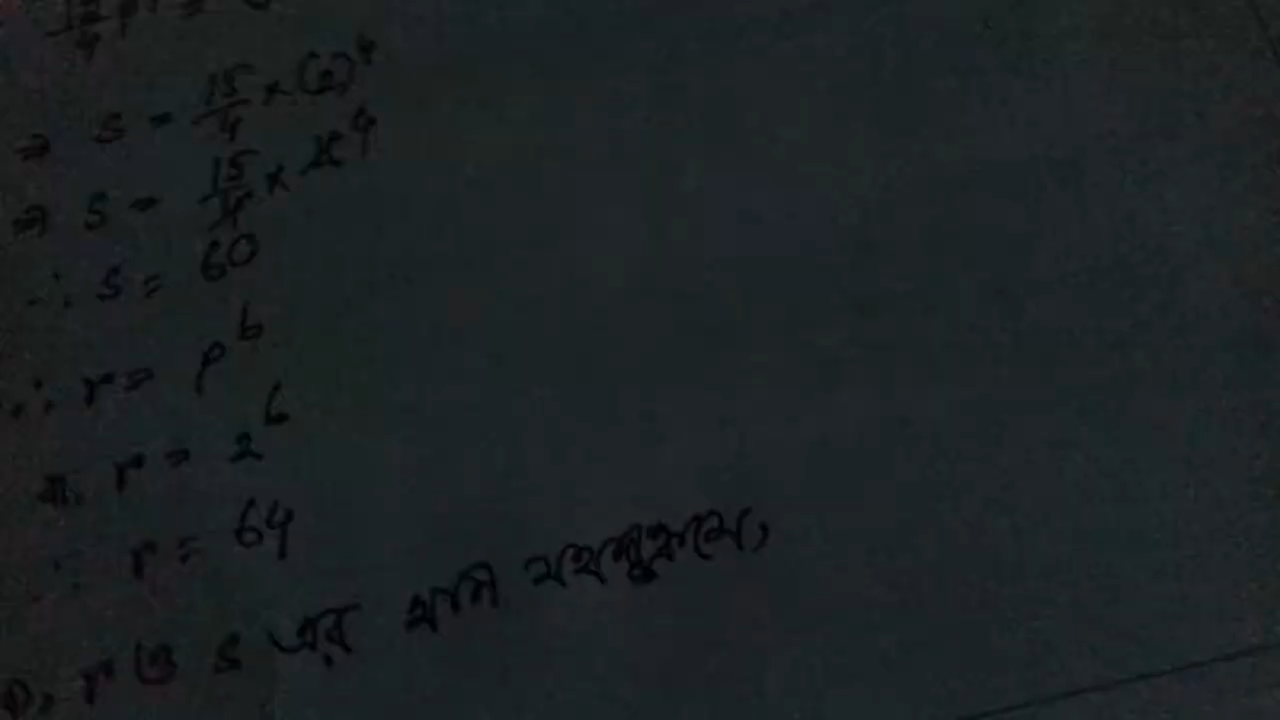 ⇒ s = 15/4 × (2)⁴
⇒ s = 15/4 × 2⁴
∴ s = 60
∴ r = p⁶
বা, r = 2⁶
∴ r = 64
p, r ও s এর মান যথাক্রমে,